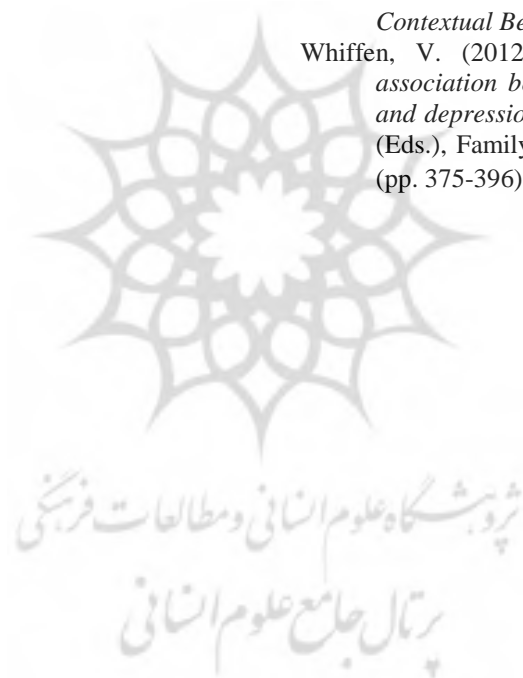 Contextual Be
Whiffen, V. (2012
association be
and depressio
(Eds.), Family
(pp. 375-396)
پژوهشگاه علوم انسانی و مطالعات فرهنگی
پرتال جامع علوم انسانی